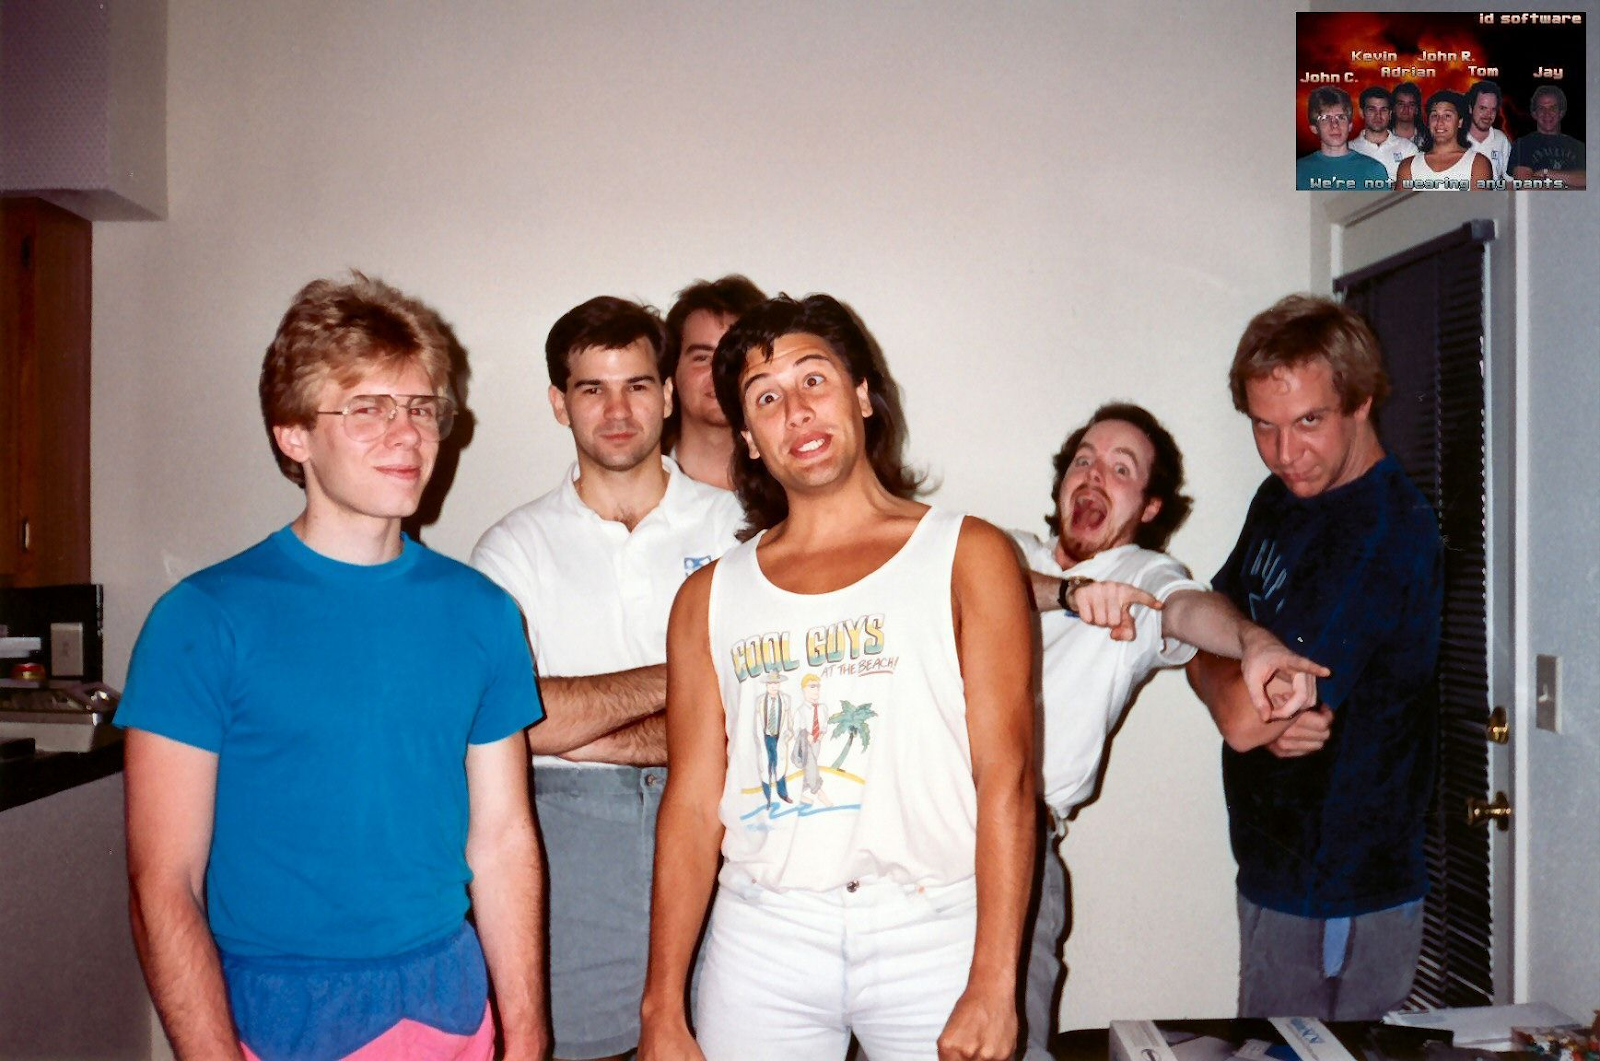 id software
Kevin John R.
John C. Adrian Tom Jay
We're not wearing any pants.
COOL GUYS
AT THE BEACH!